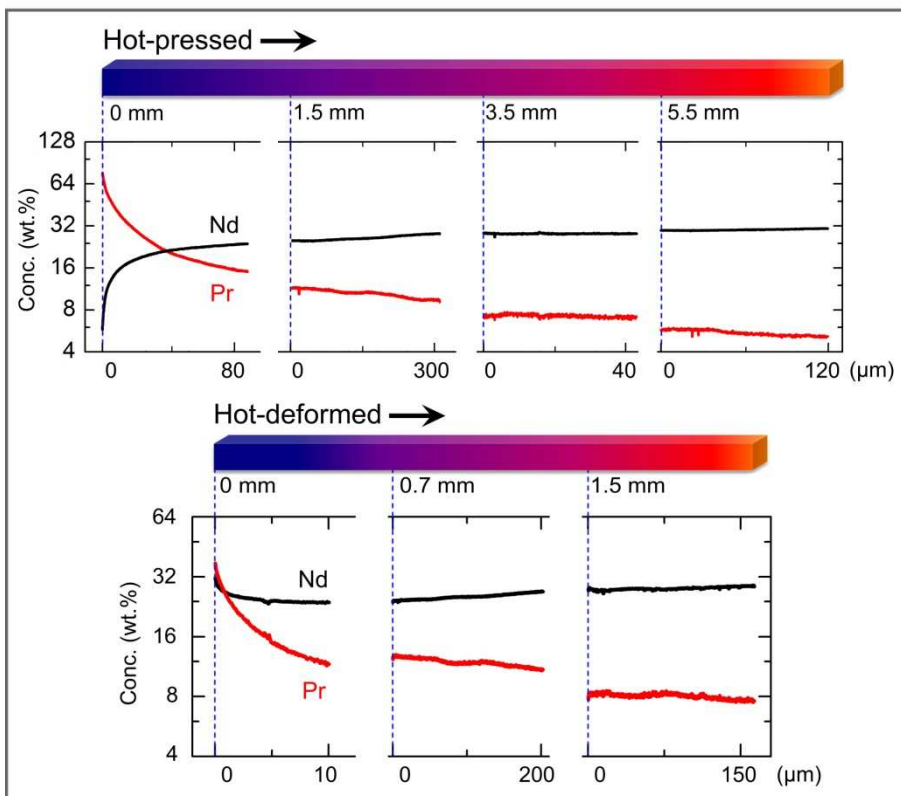 Hot-pressed
0 mm 1.5 mm 3.5 mm 5.5 mm
Conc. (wt.%)
128
64
32
16
8
4
Nd
Pr
0 80 0 300 0 40 0 120 (µm)
Hot-deformed
0 mm 0.7 mm 1.5 mm
Conc. (wt.%)
64
32
16
8
4
Nd
Pr
0 10 0 200 0 150 (µm)